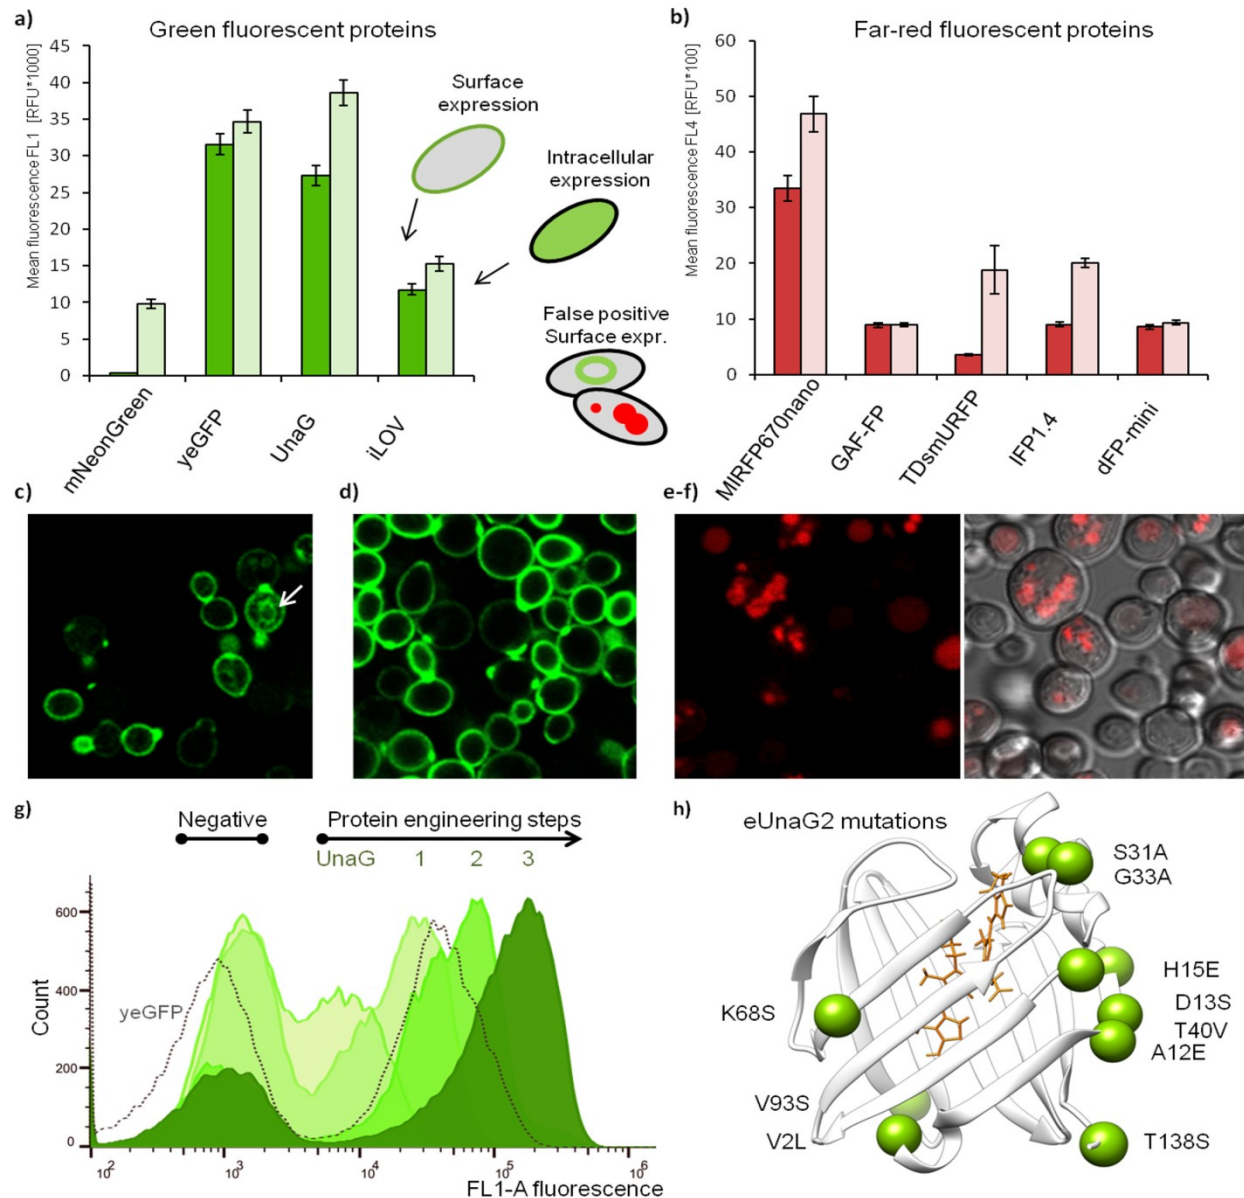 a)
Green fluorescent proteins
Mean fluorescence FL1 [RFU*1000]
45
40
35
30
25
20
15
10
5
0
mNeonGreen
yeGFP
UnaG
iLOV
Surface
expression
Intracellular
expression
False positive
Surface expr.
b)
Far-red fluorescent proteins
Mean fluorescence FL4 [RFU*100]
60
50
40
30
20
10
0
MIRFP670nano
GAF-FP
TDsmURFP
IFP1.4
dFP-mini
c)
d)
e-f)
g)
Negative
Protein engineering steps
UnaG 1 2 3
Count
600
400
200
0
yeGFP
10² 10³ 10⁴ 10⁵ 10⁶
FL1-A fluorescence
h)
eUnaG2 mutations
S31A
G33A
H15E
D13S
T40V
A12E
K68S
V93S
V2L
T138S